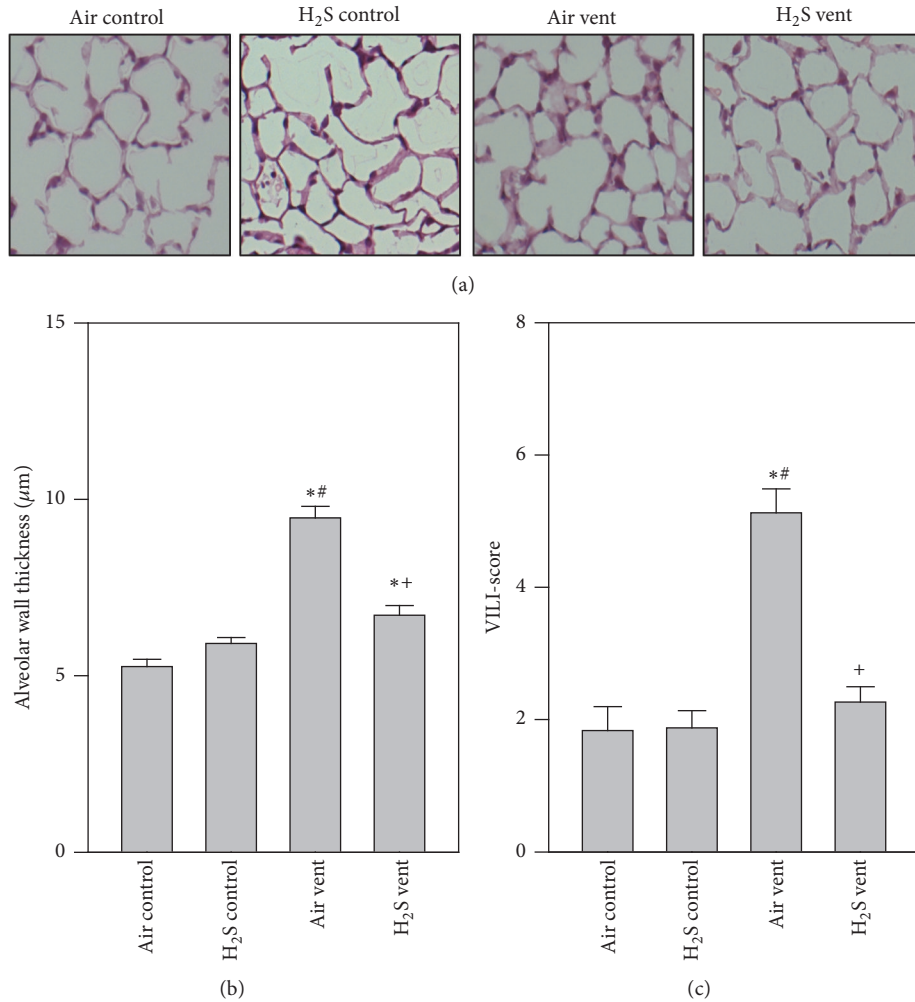 Air control
H₂S control
Air vent
H₂S vent
(a)
15
10
5
0
Alveolar wall thickness (μm)
*#
*+
Air control
H₂S control
Air vent
H₂S vent
(b)
8
6
4
2
0
VILI-score
*#
+
Air control
H₂S control
Air vent
H₂S vent
(c)